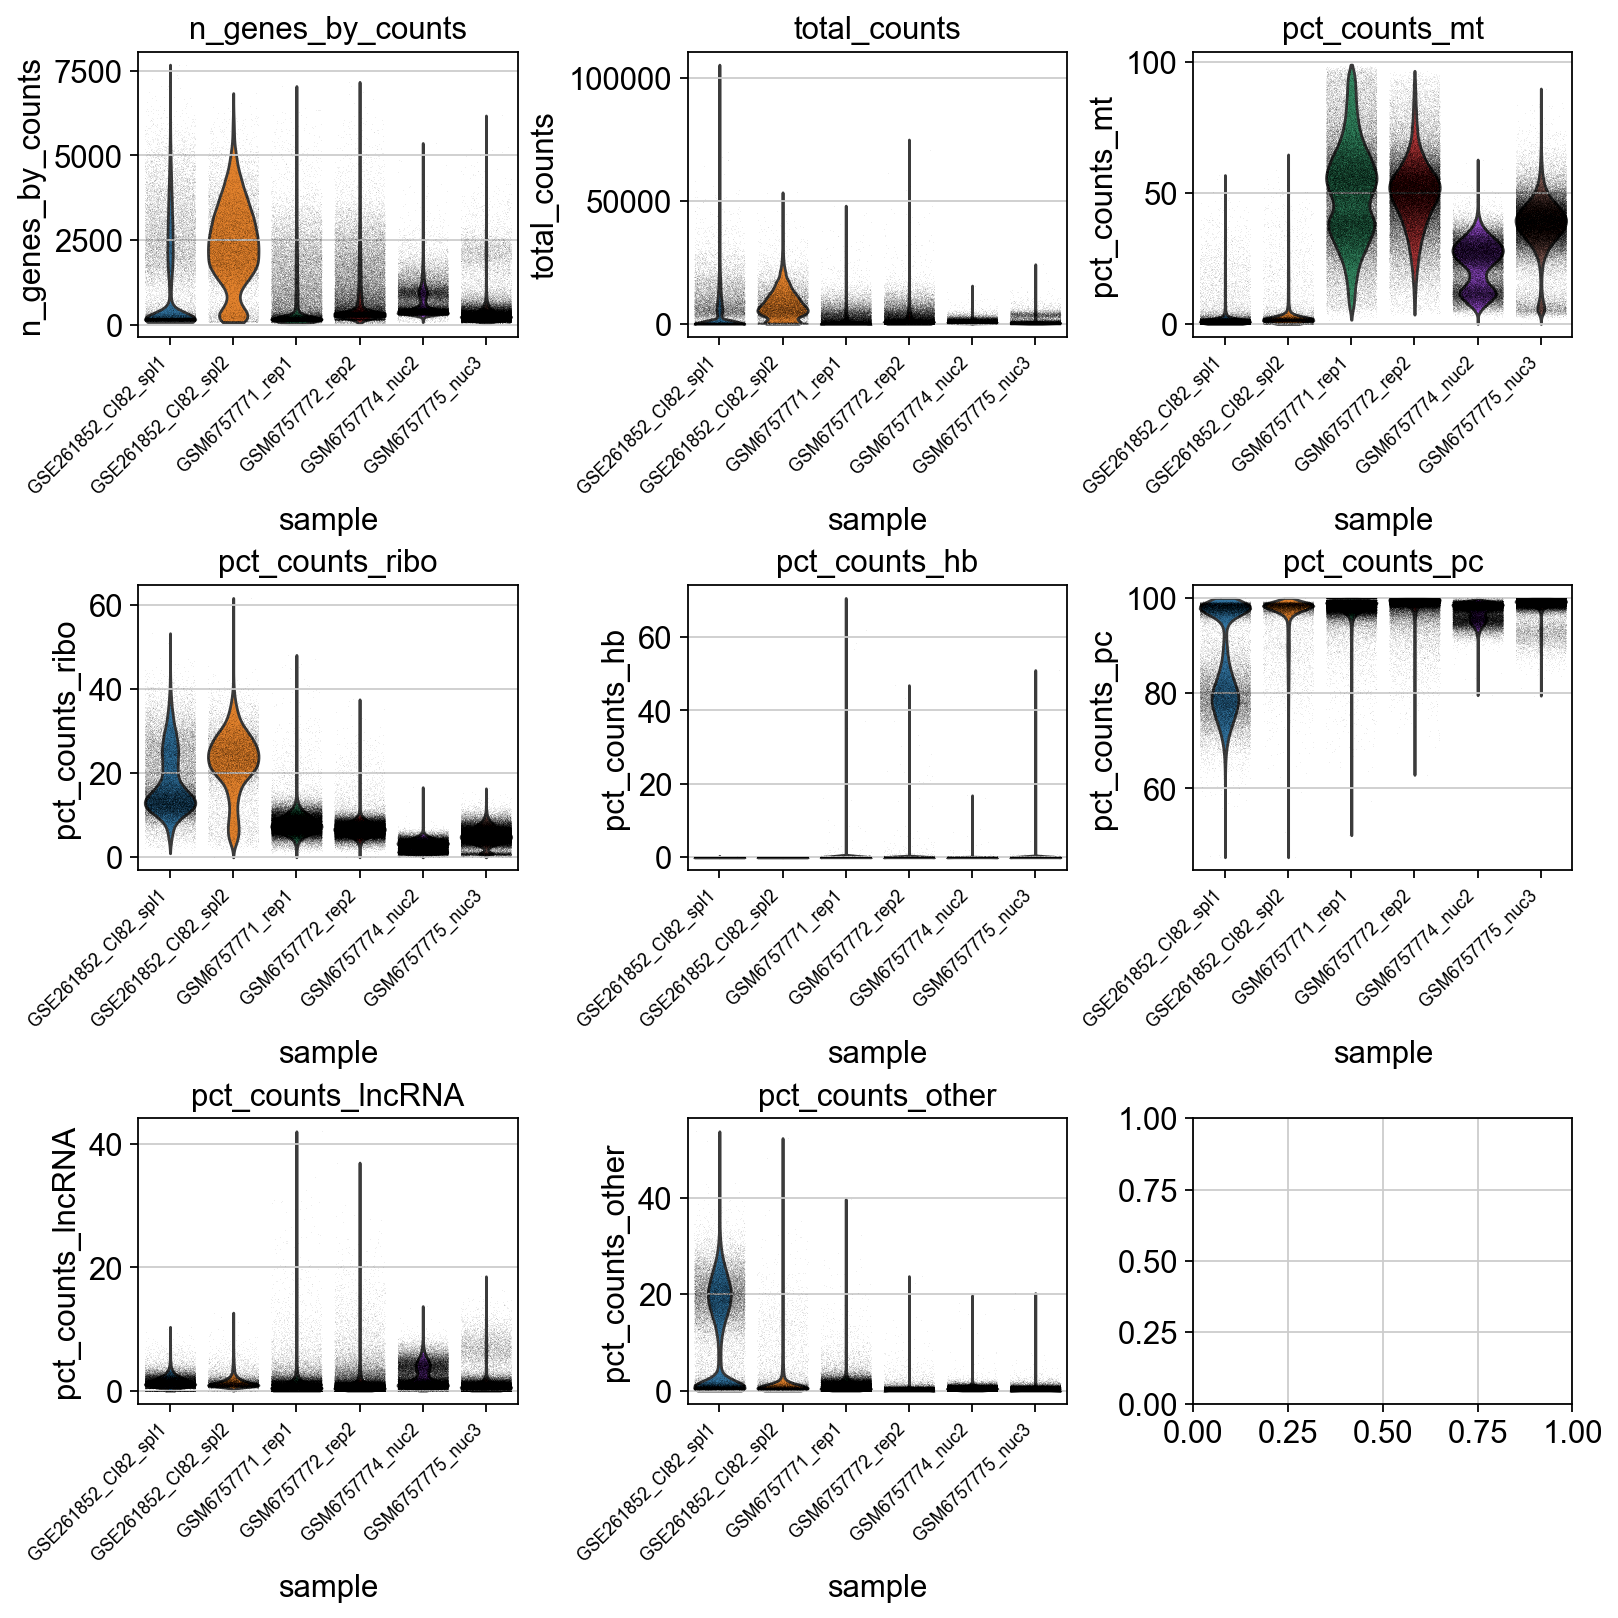 n_genes_by_counts
n_genes_by_counts
7500
5000
2500
0
GSE261852_CI82_spl1
GSE261852_CI82_spl2
GSM6757771_rep1
GSM6757772_rep2
GSM6757774_nuc2
GSM6757775_nuc3
sample
total_counts
total_counts
100000
50000
0
GSE261852_CI82_spl1
GSE261852_CI82_spl2
GSM6757771_rep1
GSM6757772_rep2
GSM6757774_nuc2
GSM6757775_nuc3
sample
pct_counts_mt
pct_counts_mt
100
50
0
GSE261852_CI82_spl1
GSE261852_CI82_spl2
GSM6757771_rep1
GSM6757772_rep2
GSM6757774_nuc2
GSM6757775_nuc3
sample
pct_counts_ribo
pct_counts_ribo
60
40
20
0
GSE261852_CI82_spl1
GSE261852_CI82_spl2
GSM6757771_rep1
GSM6757772_rep2
GSM6757774_nuc2
GSM6757775_nuc3
sample
pct_counts_hb
pct_counts_hb
60
40
20
0
GSE261852_CI82_spl1
GSE261852_CI82_spl2
GSM6757771_rep1
GSM6757772_rep2
GSM6757774_nuc2
GSM6757775_nuc3
sample
pct_counts_pc
pct_counts_pc
100
80
60
GSE261852_CI82_spl1
GSE261852_CI82_spl2
GSM6757771_rep1
GSM6757772_rep2
GSM6757774_nuc2
GSM6757775_nuc3
sample
pct_counts_lncRNA
pct_counts_lncRNA
40
20
0
GSE261852_CI82_spl1
GSE261852_CI82_spl2
GSM6757771_rep1
GSM6757772_rep2
GSM6757774_nuc2
GSM6757775_nuc3
sample
pct_counts_other
pct_counts_other
40
20
0
GSE261852_CI82_spl1
GSE261852_CI82_spl2
GSM6757771_rep1
GSM6757772_rep2
GSM6757774_nuc2
GSM6757775_nuc3
sample
1.00
0.75
0.50
0.25
0.00
0.00 0.25 0.50 0.75 1.00